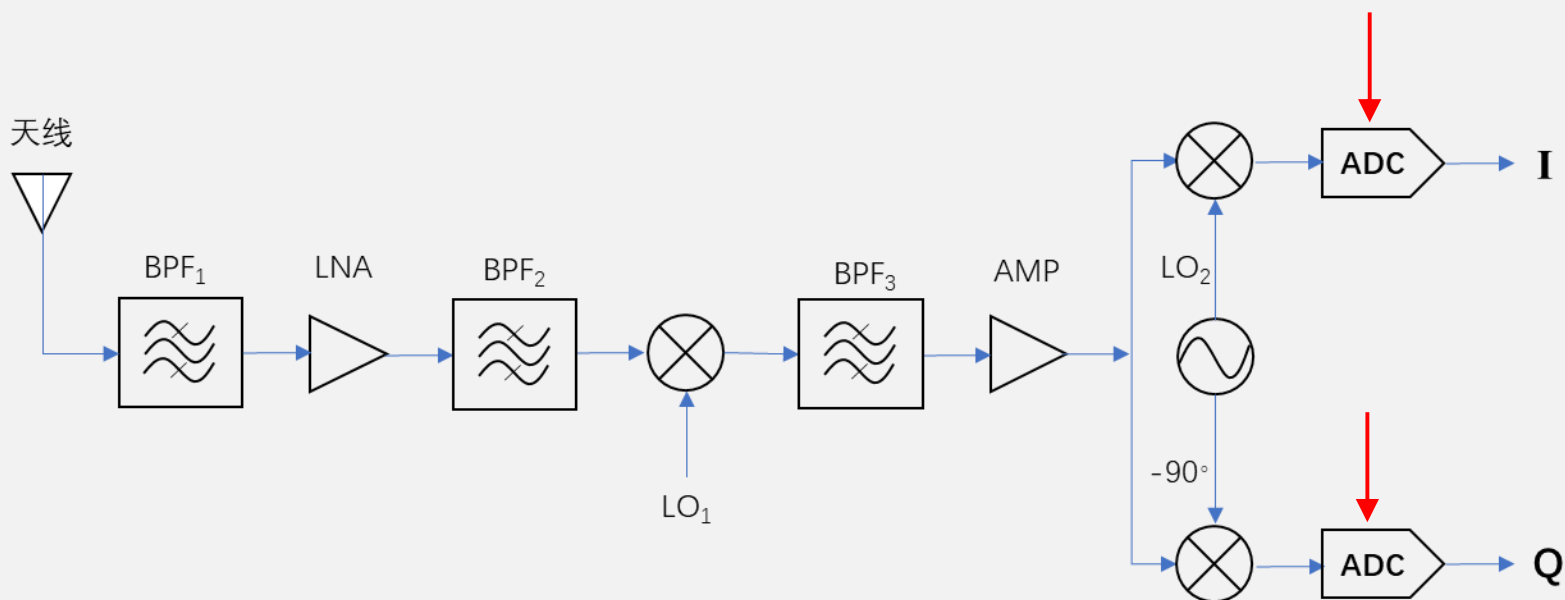 天线
BPF₁
LNA
BPF₂
LO₁
BPF₃
AMP
LO₂
-90°
ADC
I
ADC
Q